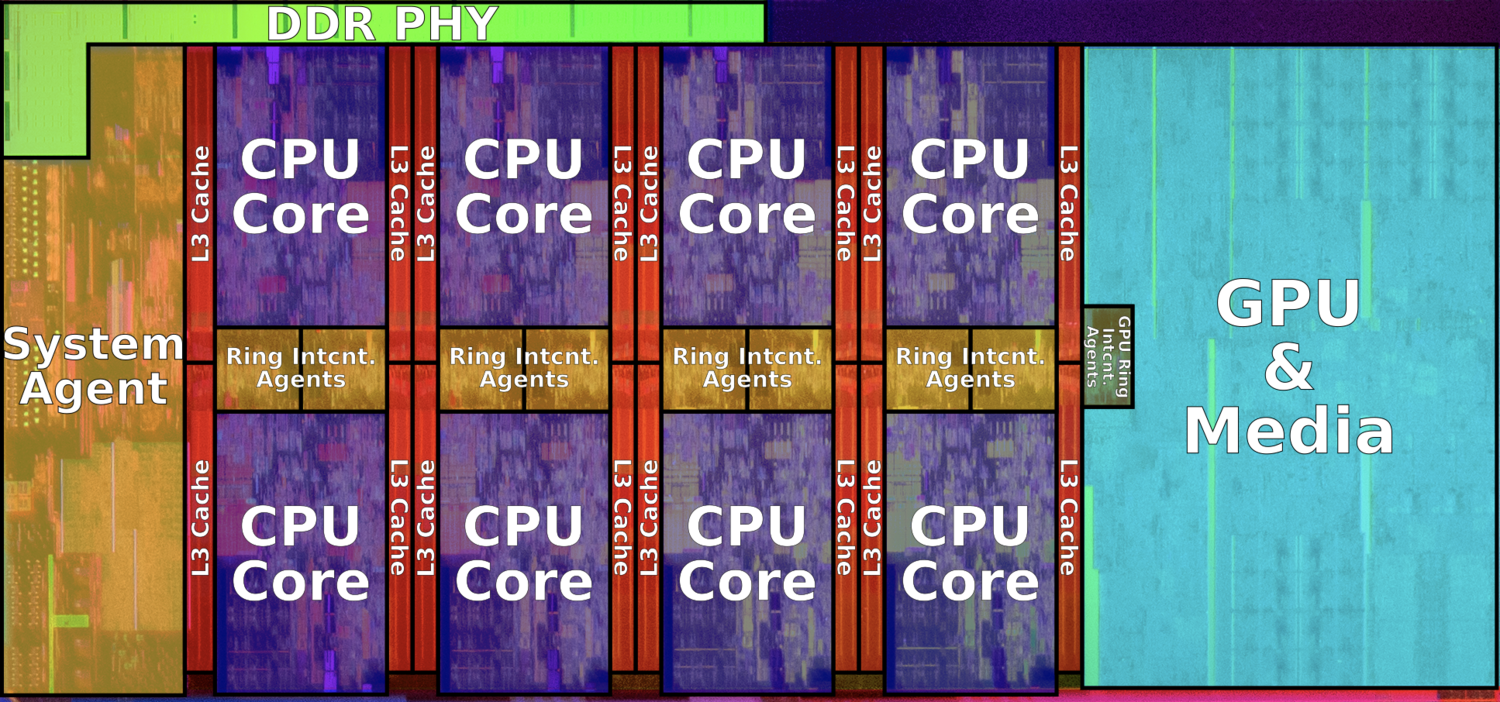 DDR PHY
System
Agent
L3 Cache
CPU
Core
L3 Cache
L3 Cache
CPU
Core
L3 Cache
L3 Cache
CPU
Core
L3 Cache
L3 Cache
CPU
Core
L3 Cache
Ring Intcnt.
Agents
Ring Intcnt.
Agents
Ring Intcnt.
Agents
Ring Intcnt.
Agents
GPU Ring
Intcnt.
Agents
GPU
&
Media
L3 Cache
CPU
Core
L3 Cache
L3 Cache
CPU
Core
L3 Cache
L3 Cache
CPU
Core
L3 Cache
L3 Cache
CPU
Core
L3 Cache